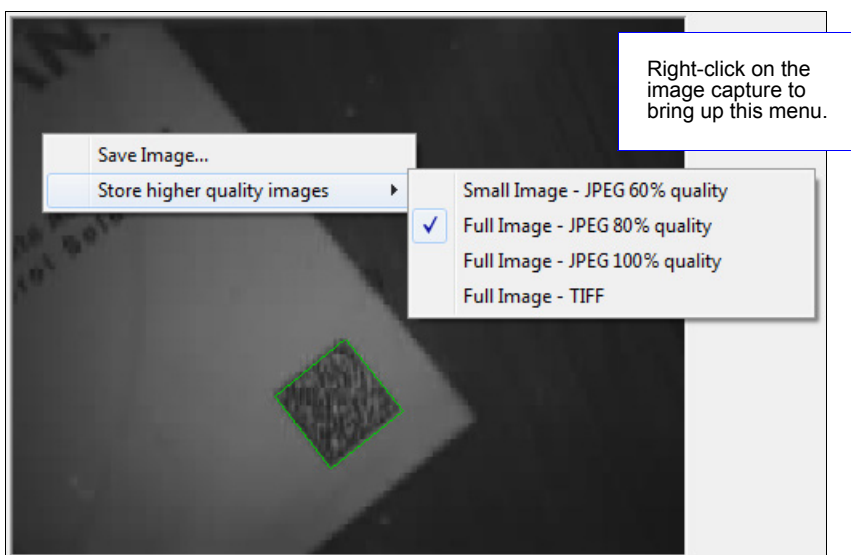 AN.
Right-click on the
image capture to
bring up this menu.
Save Image...
Store higher quality images
Small Image - JPEG 60% quality
Full Image - JPEG 80% quality
Full Image - JPEG 100% quality
Full Image - TIFF